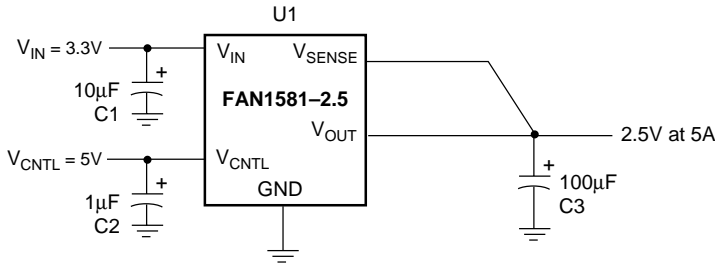 U1
V_IN = 3.3V
+
10µF
C1
V_IN
V_SENSE
FAN1581–2.5
V_OUT
2.5V at 5A
V_CNTL = 5V
+
1µF
C2
V_CNTL
GND
+
100µF
C3